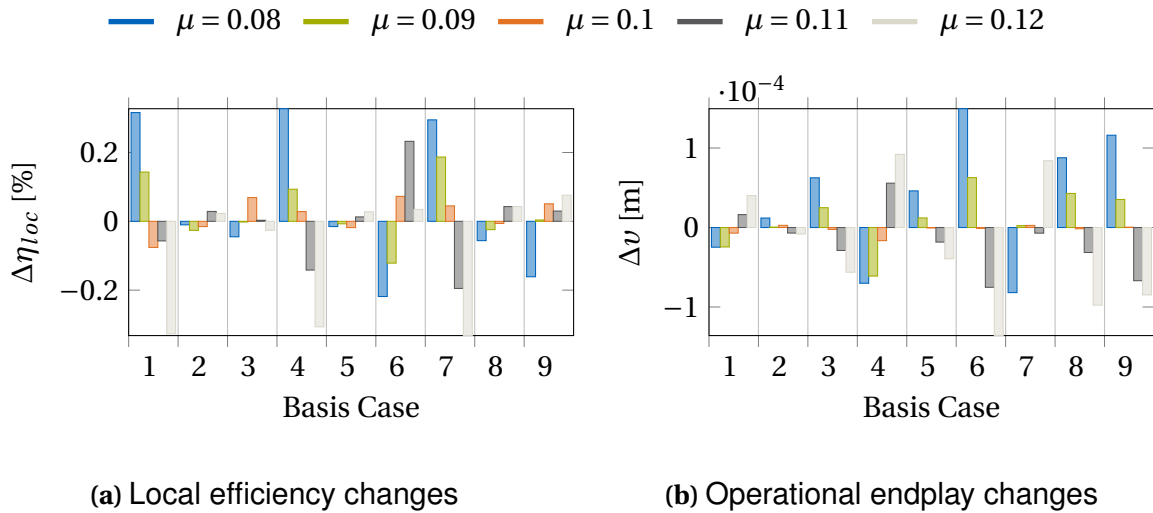 μ = 0.08 μ = 0.09 μ = 0.1 μ = 0.11 μ = 0.12
·10⁻⁴
Δη_loc [%]
0.2
0
−0.2
1 2 3 4 5 6 7 8 9
Basis Case
(a) Local efficiency changes
Δυ [m]
1
0
−1
1 2 3 4 5 6 7 8 9
Basis Case
(b) Operational endplay changes